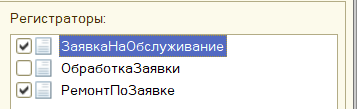 Регистраторы:
ЗаявкаНаОбслуживание
ОбработкаЗаявки
РемонтПоЗаявке